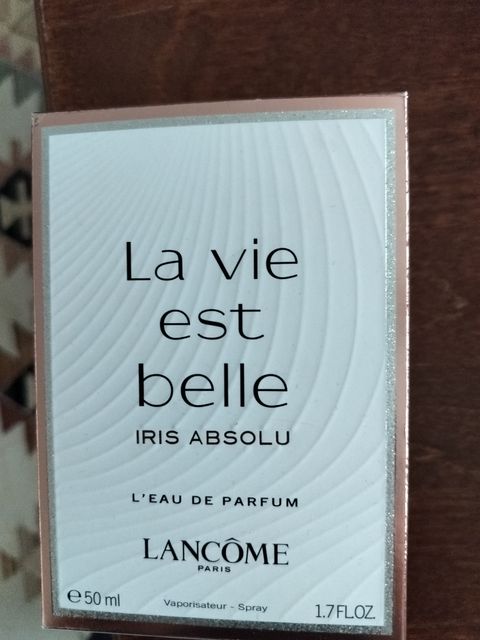 La vie
est
belle
IRIS ABSOLU
L'EAU DE PARFUM
LANCÔME
PARIS
℮ 50 ml Vaporisateur - Spray 1.7 FL.OZ.